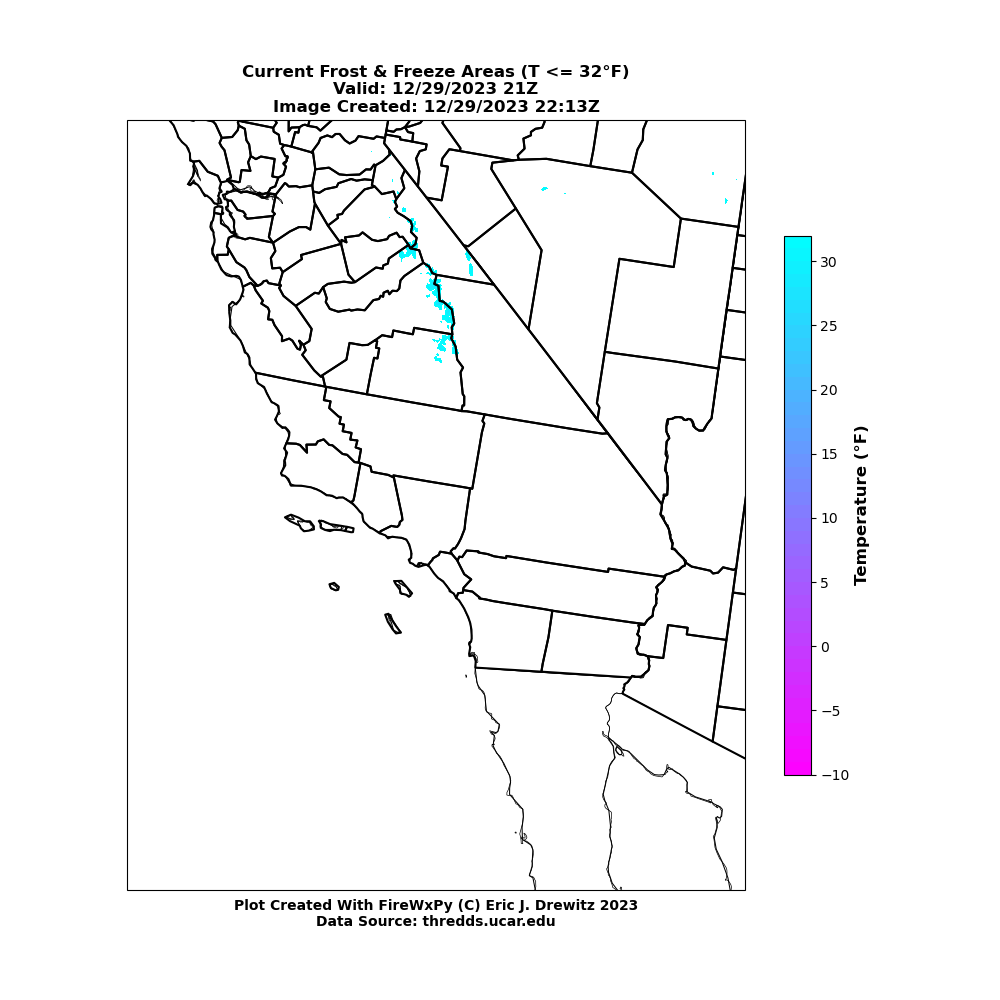 Current Frost & Freeze Areas (T <= 32°F)
Valid: 12/29/2023 21Z
Image Created: 12/29/2023 22:13Z
30
25
20
15
10
5
0
−5
−10
Temperature (°F)
Plot Created With FireWxPy (C) Eric J. Drewitz 2023
Data Source: thredds.ucar.edu